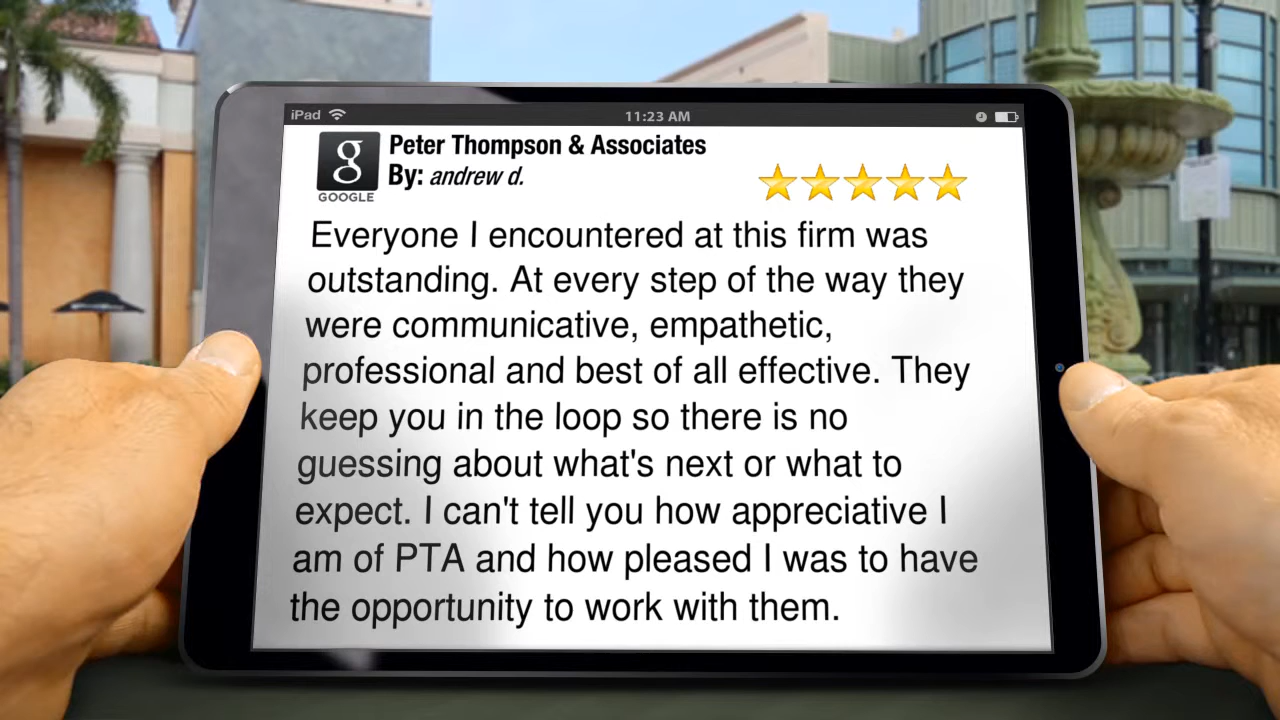 iPad 11:23 AM
g
GOOGLE
Peter Thompson & Associates
By: andrew d.
Everyone I encountered at this firm was
outstanding. At every step of the way they
were communicative, empathetic,
professional and best of all effective. They
keep you in the loop so there is no
guessing about what's next or what to
expect. I can't tell you how appreciative I
am of PTA and how pleased I was to have
the opportunity to work with them.